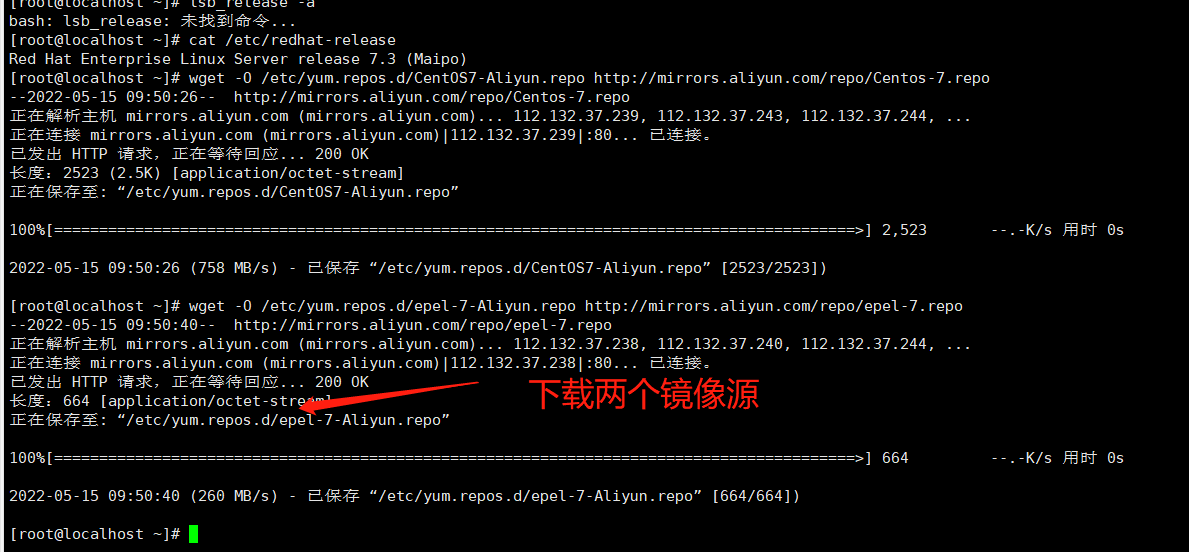 [root@localhost ~]# lsb_release -a
bash: lsb_release: 未找到命令...
[root@localhost ~]# cat /etc/redhat-release
Red Hat Enterprise Linux Server release 7.3 (Maipo)
[root@localhost ~]# wget -O /etc/yum.repos.d/CentOS7-Aliyun.repo http://mirrors.aliyun.com/repo/Centos-7.repo
--2022-05-15 09:50:26--  http://mirrors.aliyun.com/repo/Centos-7.repo
正在解析主机 mirrors.aliyun.com (mirrors.aliyun.com)... 112.132.37.239, 112.132.37.243, 112.132.37.244, ...
正在连接 mirrors.aliyun.com (mirrors.aliyun.com)|112.132.37.239|:80... 已连接。
已发出 HTTP 请求，正在等待回应... 200 OK
长度：2523 (2.5K) [application/octet-stream]
正在保存至: “/etc/yum.repos.d/CentOS7-Aliyun.repo”
100%[=========================================================================================>] 2,523       --.-K/s 用时 0s
2022-05-15 09:50:26 (758 MB/s) - 已保存 “/etc/yum.repos.d/CentOS7-Aliyun.repo” [2523/2523])
[root@localhost ~]# wget -O /etc/yum.repos.d/epel-7-Aliyun.repo http://mirrors.aliyun.com/repo/epel-7.repo
--2022-05-15 09:50:40--  http://mirrors.aliyun.com/repo/epel-7.repo
正在解析主机 mirrors.aliyun.com (mirrors.aliyun.com)... 112.132.37.238, 112.132.37.240, 112.132.37.244, ...
正在连接 mirrors.aliyun.com (mirrors.aliyun.com)|112.132.37.238|:80... 已连接。
已发出 HTTP 请求，正在等待回应... 200 OK
下载两个镜像源
长度：664 [application/octet-stream]
正在保存至: “/etc/yum.repos.d/epel-7-Aliyun.repo”
100%[=========================================================================================>] 664         --.-K/s 用时 0s
2022-05-15 09:50:40 (260 MB/s) - 已保存 “/etc/yum.repos.d/epel-7-Aliyun.repo” [664/664])
[root@localhost ~]#